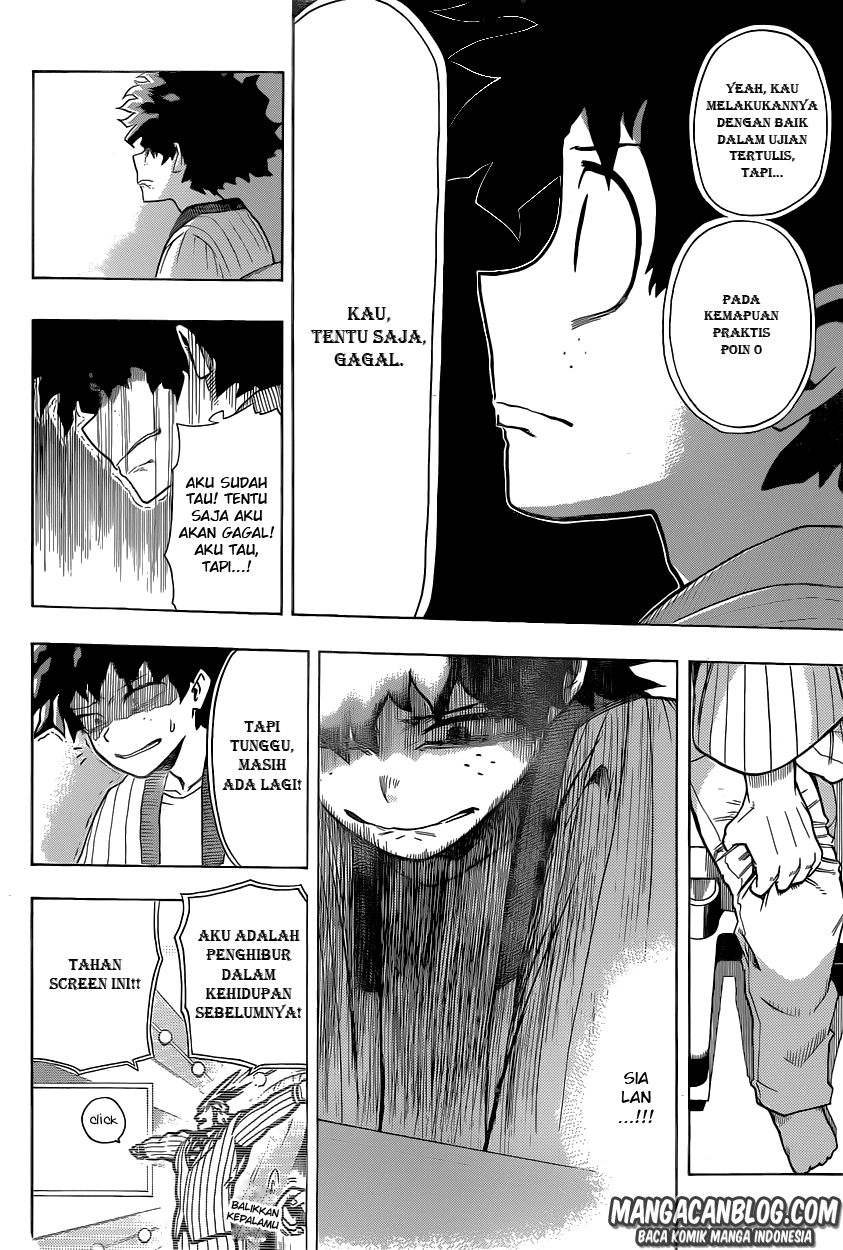 YEAH, KAU
MELAKUKANNYA
DENGAN BAIK
DALAM UJIAN
TERTULIS,
TAPI...
PADA
KEMAPUAN
PRAKTIS
POIN 0
KAU,
TENTU SAJA,
GAGAL.
AKU SUDAH
TAU! TENTU
SAJA AKU
AKAN GAGAL!
AKU TAU,
TAPI...!
SIA
LAN
...!!!
TAPI
TUNGGU,
MASIH
ADA LAGI!
AKU ADALAH
PENGHIBUR
DALAM
KEHIDUPAN
SEBELUMNYA!
TAHAN
SCREEN INI!!
click
BALIKKAN
KEPALAMU
MANGACANBLOG.COM
BACA KOMIK MANGA INDONESIA